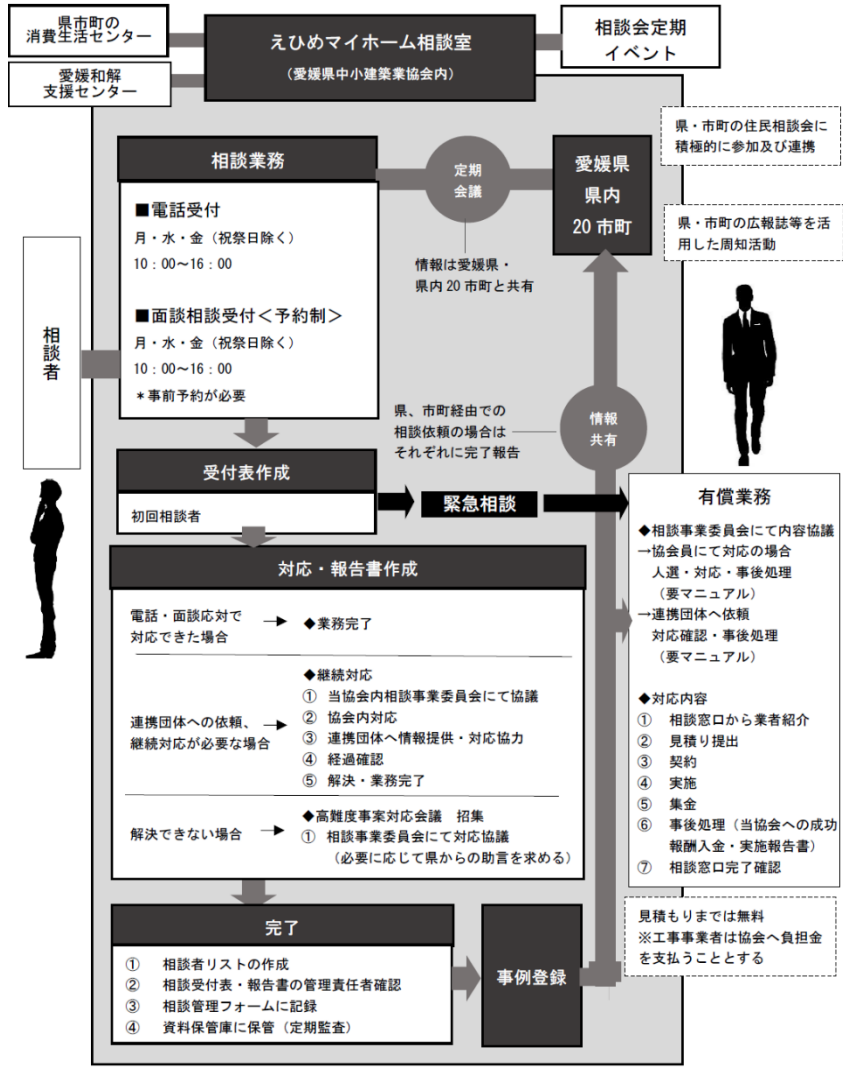 県市町の
消費生活センター
愛媛和解
支援センター
えひめマイホーム相談室
（愛媛県中小建築業協会内）
相談会定期
イベント
相談者
相談業務
■電話受付
月・水・金（祝祭日除く）
10：00～16：00
■面談相談受付＜予約制＞
月・水・金（祝祭日除く）
10：00～16：00
＊事前予約が必要
定期
会議
情報は愛媛県・
県内20市町と共有
愛媛県
県内
20市町
県・市町の住民相談会に
積極的に参加及び連携
県・市町の広報誌等を活
用した周知活動
県、市町経由での
相談依頼の場合は
それぞれに完了報告
情報
共有
受付表作成
初回相談者
緊急相談
対応・報告書作成
電話・面談応対で
対応できた場合
◆業務完了
連携団体への依頼、
継続対応が必要な場合
◆継続対応
① 当協会内相談事業委員会にて協議
② 協会内対応
③ 連携団体へ情報提供・対応協力
④ 経過確認
⑤ 解決・業務完了
解決できない場合
◆高難度事案対応会議 招集
① 相談事業委員会にて対応協議
（必要に応じて県からの助言を求める）
完了
① 相談者リストの作成
② 相談受付表・報告書の管理責任者確認
③ 相談管理フォームに記録
④ 資料保管庫に保管（定期監査）
事例登録
有償業務
◆相談事業委員会にて内容協議
→協会員にて対応の場合
人選・対応・事後処理
（要マニュアル）
→連携団体へ依頼
対応確認・事後処理
（要マニュアル）
◆対応内容
① 相談窓口から業者紹介
② 見積り提出
③ 契約
④ 実施
⑤ 集金
⑥ 事後処理（当協会への成功
報酬入金・実施報告書）
⑦ 相談窓口完了確認
見積もりまでは無料
※工事事業者は協会へ負担金
を支払うこととする